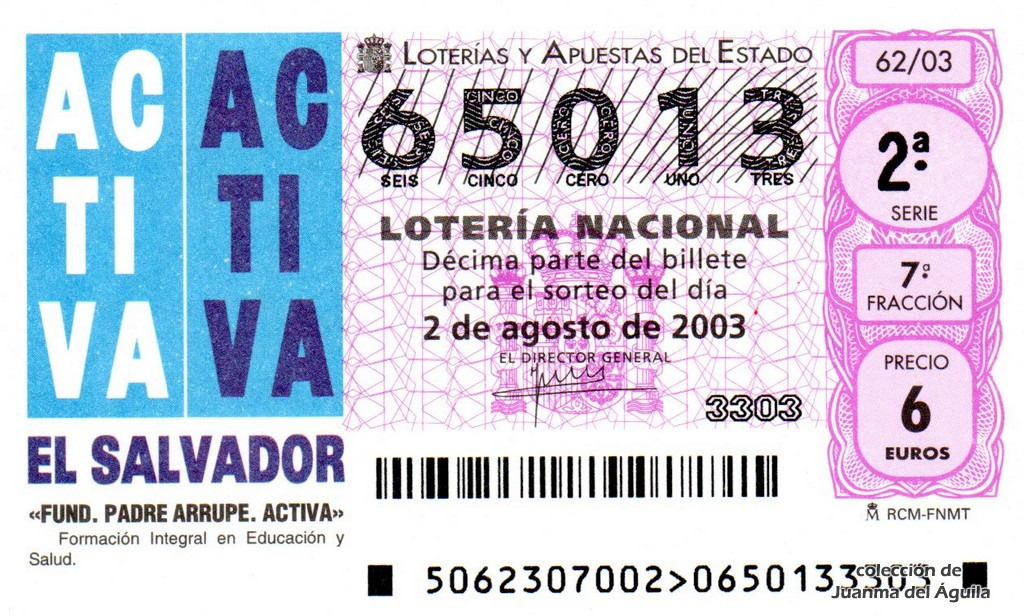 AC AC
TI TI
VA VA
EL SALVADOR
«FUND. PADRE ARRUPE. ACTIVA»
Formación Integral en Educación y
Salud.
LOTERÍAS Y APUESTAS DEL ESTADO
65013
SEIS CINCO CERO UNO TRES
LOTERÍA NACIONAL
Décima parte del billete
para el sorteo del día
2 de agosto de 2003
EL DIRECTOR GENERAL
3303
62/03
2ª
SERIE
7ª
FRACCIÓN
PRECIO
6
EUROS
M RCM-FNMT
5062307002>0650133303
colección de
Juanma del Águila